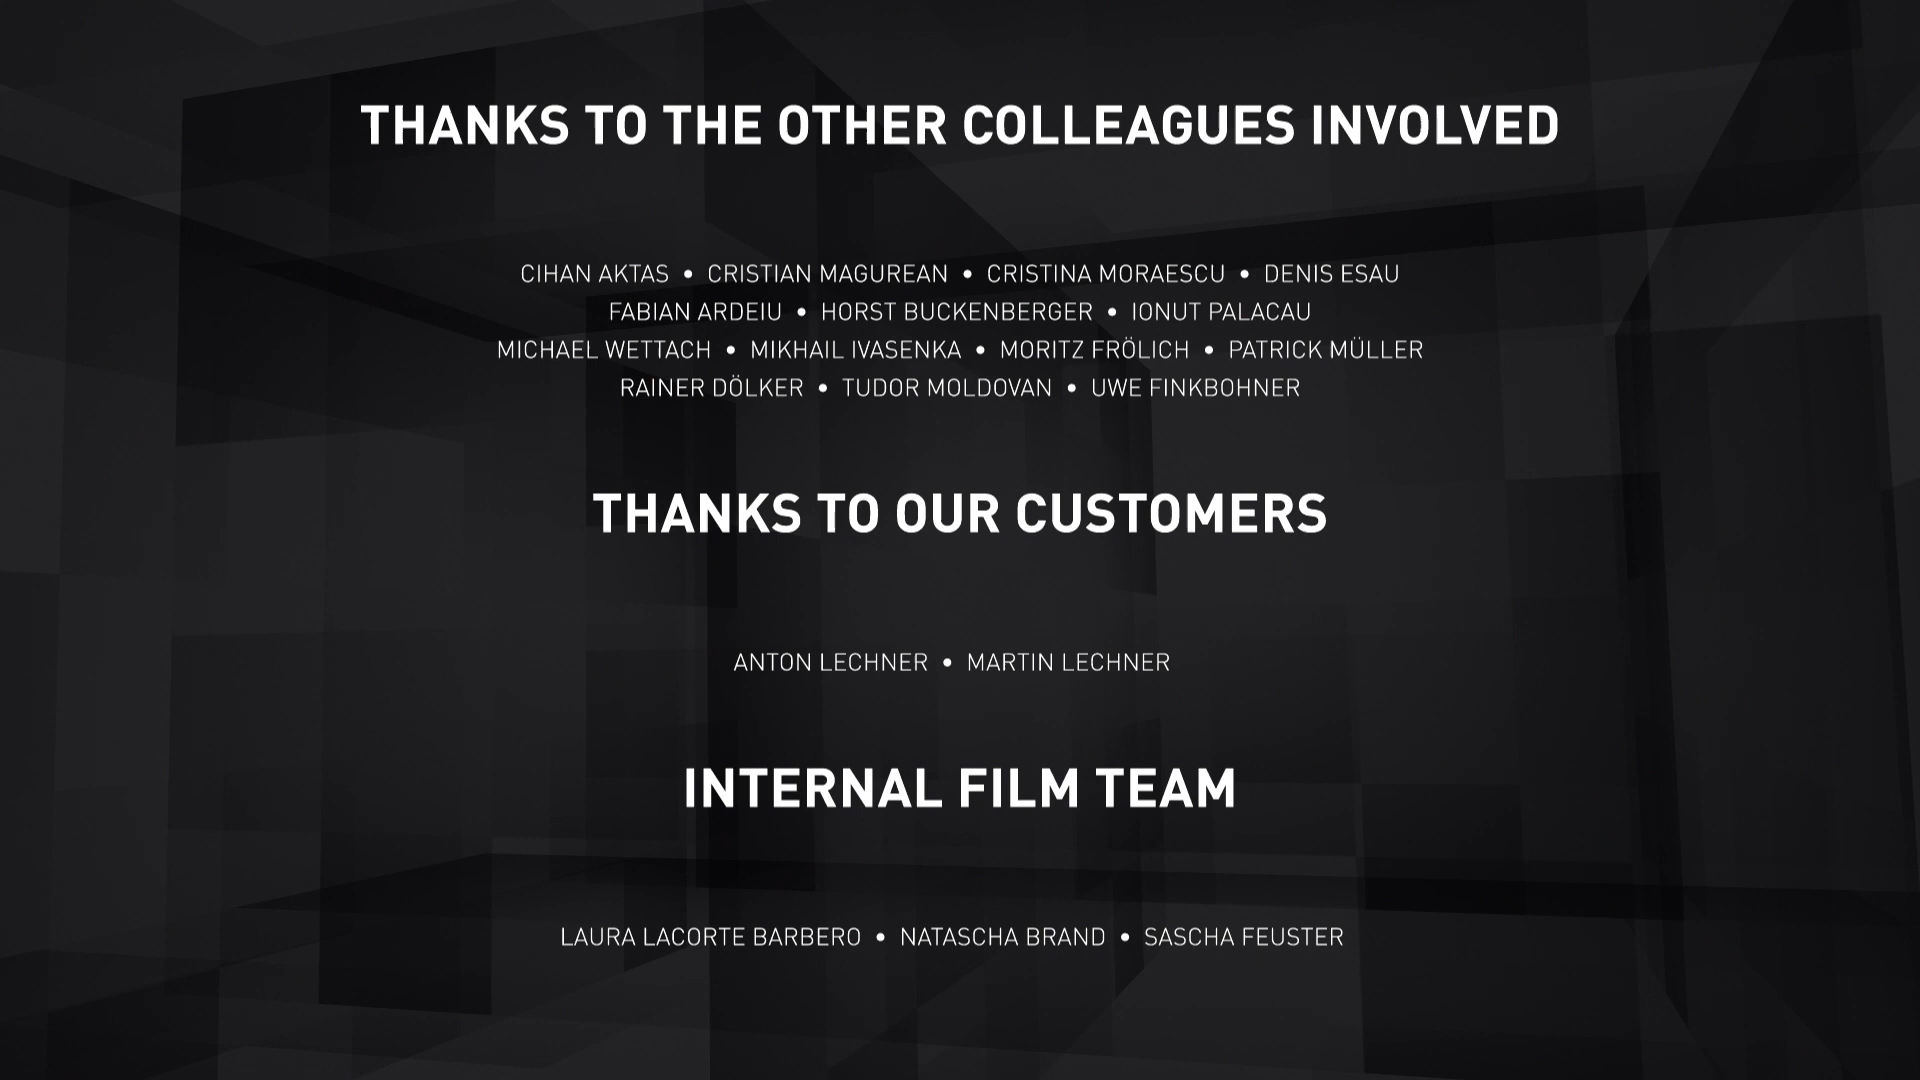 THANKS TO THE OTHER COLLEAGUES INVOLVED
CIHAN AKTAS • CRISTIAN MAGUREAN • CRISTINA MORAESCU • DENIS ESAU
FABIAN ARDEIU • HORST BUCKENBERGER • IONUT PALACAU
MICHAEL WETTACH • MIKHAIL IVASENKA • MORITZ FRÖLICH • PATRICK MÜLLER
RAINER DÖLKER • TUDOR MOLDOVAN • UWE FINKBOHNER
THANKS TO OUR CUSTOMERS
ANTON LECHNER • MARTIN LECHNER
INTERNAL FILM TEAM
LAURA LACORTE BARBERO • NATASCHA BRAND • SASCHA FEUSTER